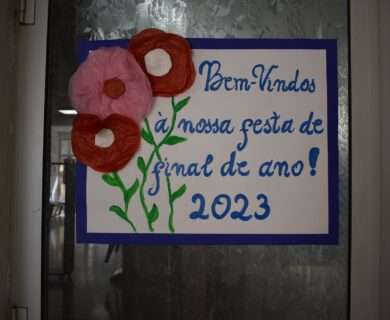 Bem-Vindos
à nossa festa de
final de ano!
2023